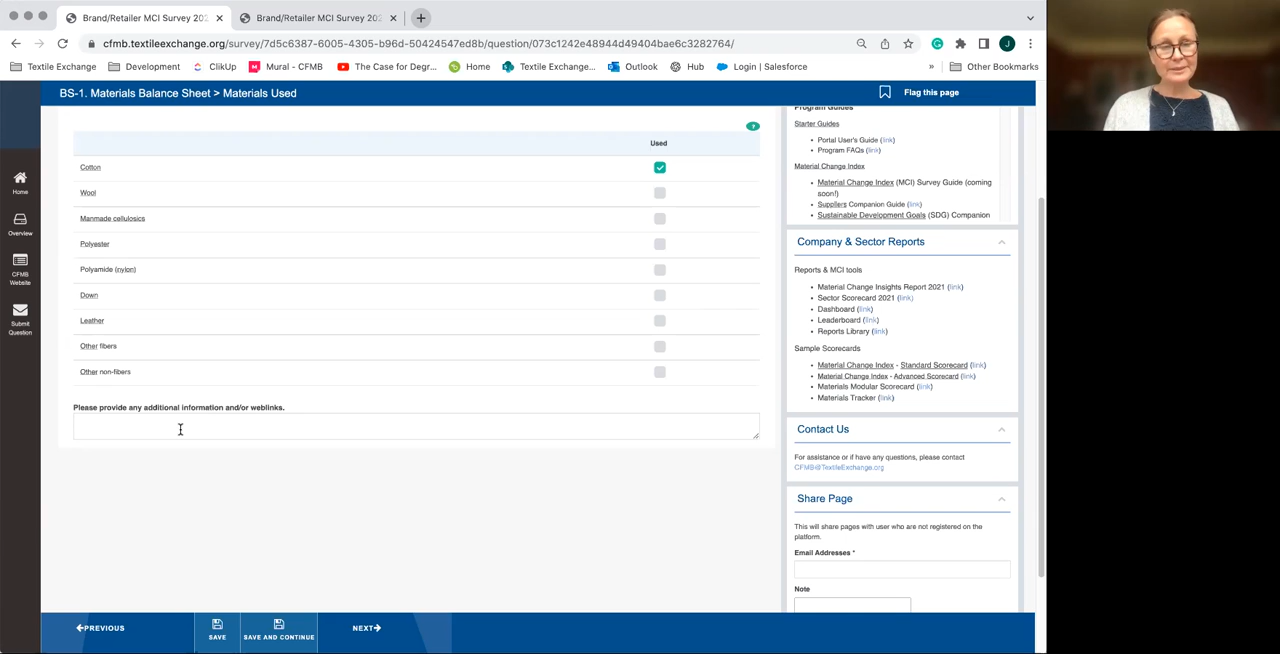 Brand/Retailer MCI Survey 202
Brand/Retailer MCI Survey 202
cfmb.textileexchange.org/survey/7d5c6387-6005-4305-b96d-50424547ed8b/question/073c1242e48944d49404bae6c3282764/
J
Textile Exchange
Development
ClikUp
Mural - CFMB
The Case for Degr...
Textile Exchange...
Outlook
Hub
Login | Salesforce
»
Other Bookmarks
BS-1. Materials Balance Sheet > Materials Used
Flag this page
Home
Overview
CFMB
Website
Submit
Question
?
Used
Cotton
Wool
Manmade cellulosics
Polyester
Polyamide (nylon)
Down
Leather
Other fibers
Other non-fibers
Please provide any additional information and/or weblinks.
Program Guides
Starter Guides
• Portal User's Guide (link)
• Program FAQs (link)
Material Change Index
• Material Change Index (MCI) Survey Guide (coming
soon!)
• Suppliers Companion Guide (link)
• Sustainable Development Goals (SDG) Companion
Company & Sector Reports
Reports & MCI tools
• Material Change Insights Report 2021 (link)
• Sector Scorecard 2021 (link)
• Dashboard (link)
• Leaderboard (link)
• Reports Library (link)
Sample Scorecards
• Material Change Index - Standard Scorecard (link)
• Material Change Index - Advanced Scorecard (link)
• Materials Modular Scorecard (link)
• Materials Tracker (link)
Contact Us
For assistance or if have any questions, please contact
CFMB@TextileExchange.org
Share Page
This will share pages with user who are not registered on the
platform.
Email Addresses *
Note
PREVIOUS
SAVE
SAVE AND CONTINUE
NEXT